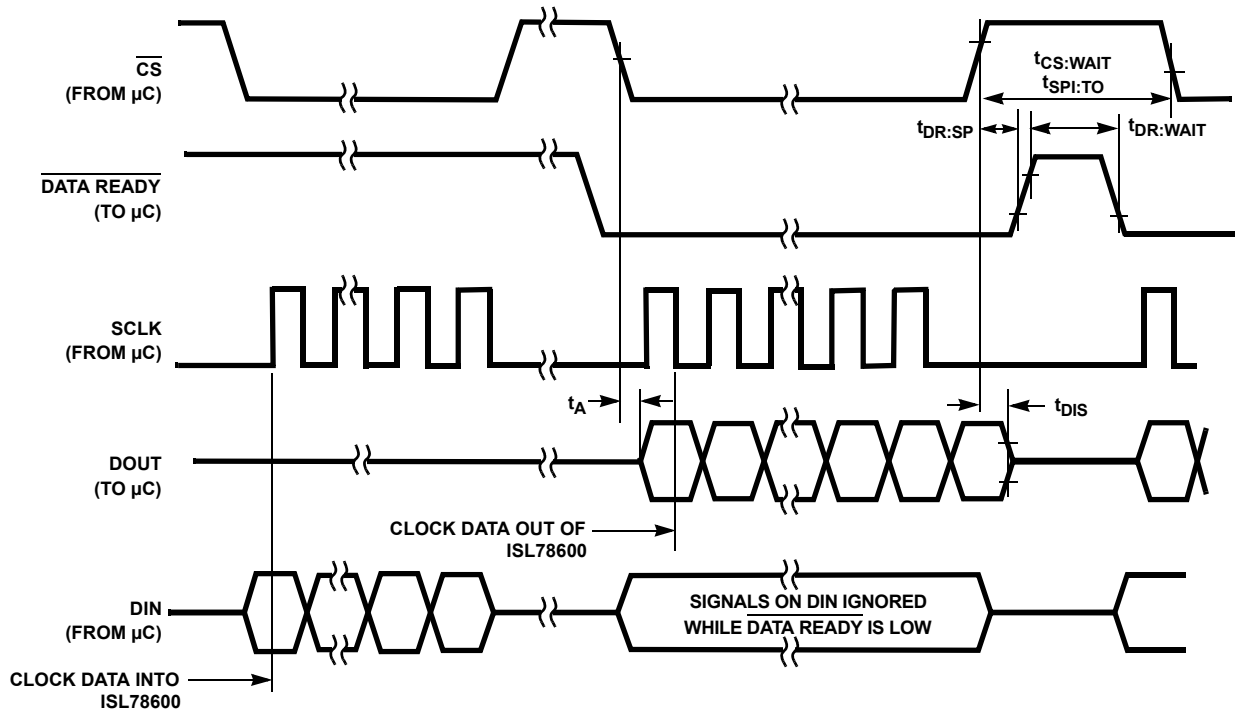 CS
(FROM µC)
tCS:WAIT
tSPI:TO
tDR:SP
tDR:WAIT
DATA READY
(TO µC)
SCLK
(FROM µC)
tA
tDIS
DOUT
(TO µC)
CLOCK DATA OUT OF
ISL78600
DIN
(FROM µC)
SIGNALS ON DIN IGNORED
WHILE DATA READY IS LOW
CLOCK DATA INTO
ISL78600